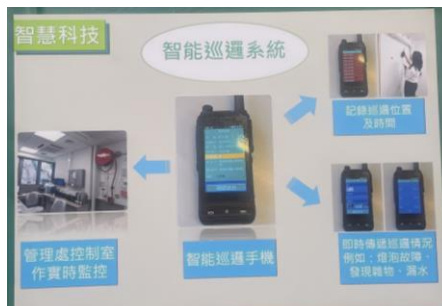 智慧科技
智能巡邏系統
記錄巡邏位置
及時間
管理處控制室
作實時監控
智能巡邏手機
即時傳遞巡邏情況
例如：燈泡故障、
發現雜物、漏水